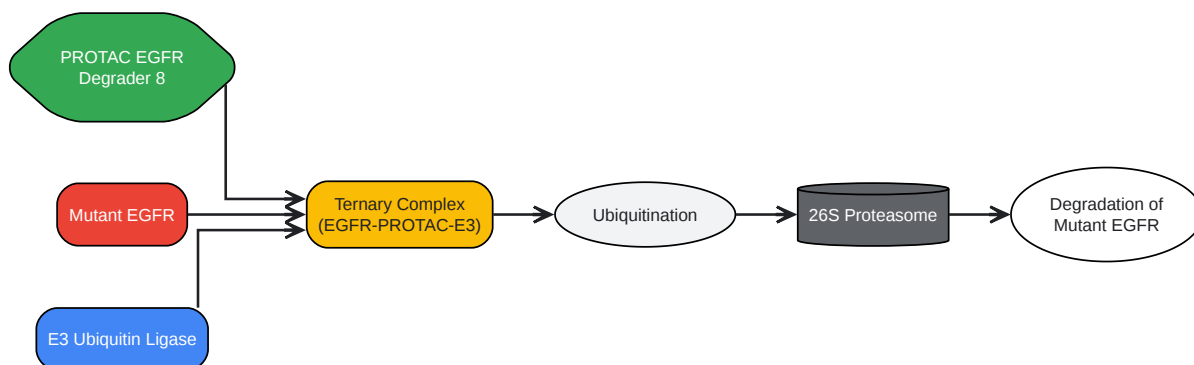 PROTAC EGFR
Degrader 8
Mutant EGFR
E3 Ubiquitin Ligase
Ternary Complex
(EGFR-PROTAC-E3)
Ubiquitination
26S Proteasome
Degradation of
Mutant EGFR